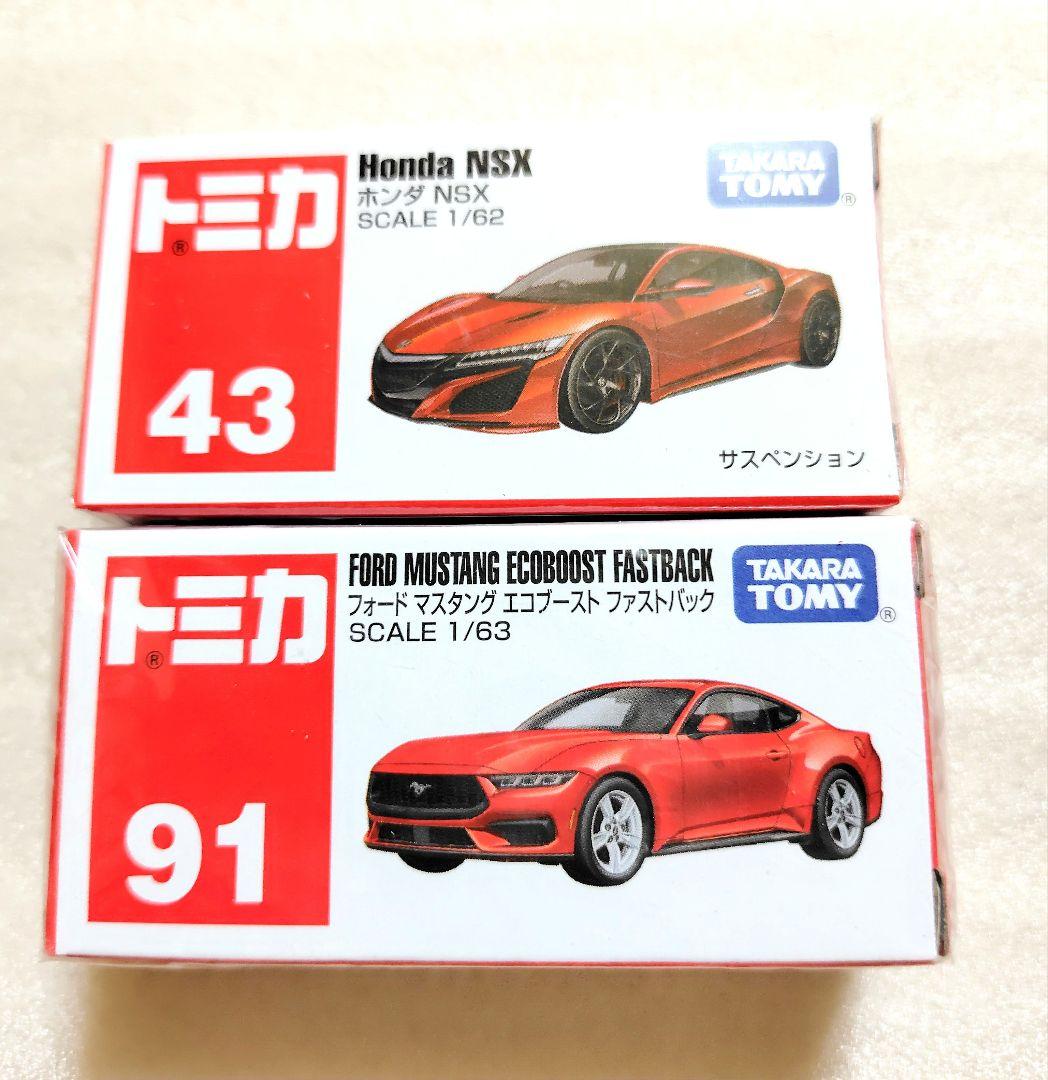 トミカ
®
43
Honda NSX
ホンダ NSX
SCALE 1/62
TAKARA
TOMY
®
サスペンション
トミカ
®
91
FORD MUSTANG ECOBOOST FASTBACK
フォード マスタング エコブースト ファストバック
SCALE 1/63
TAKARA
TOMY
®